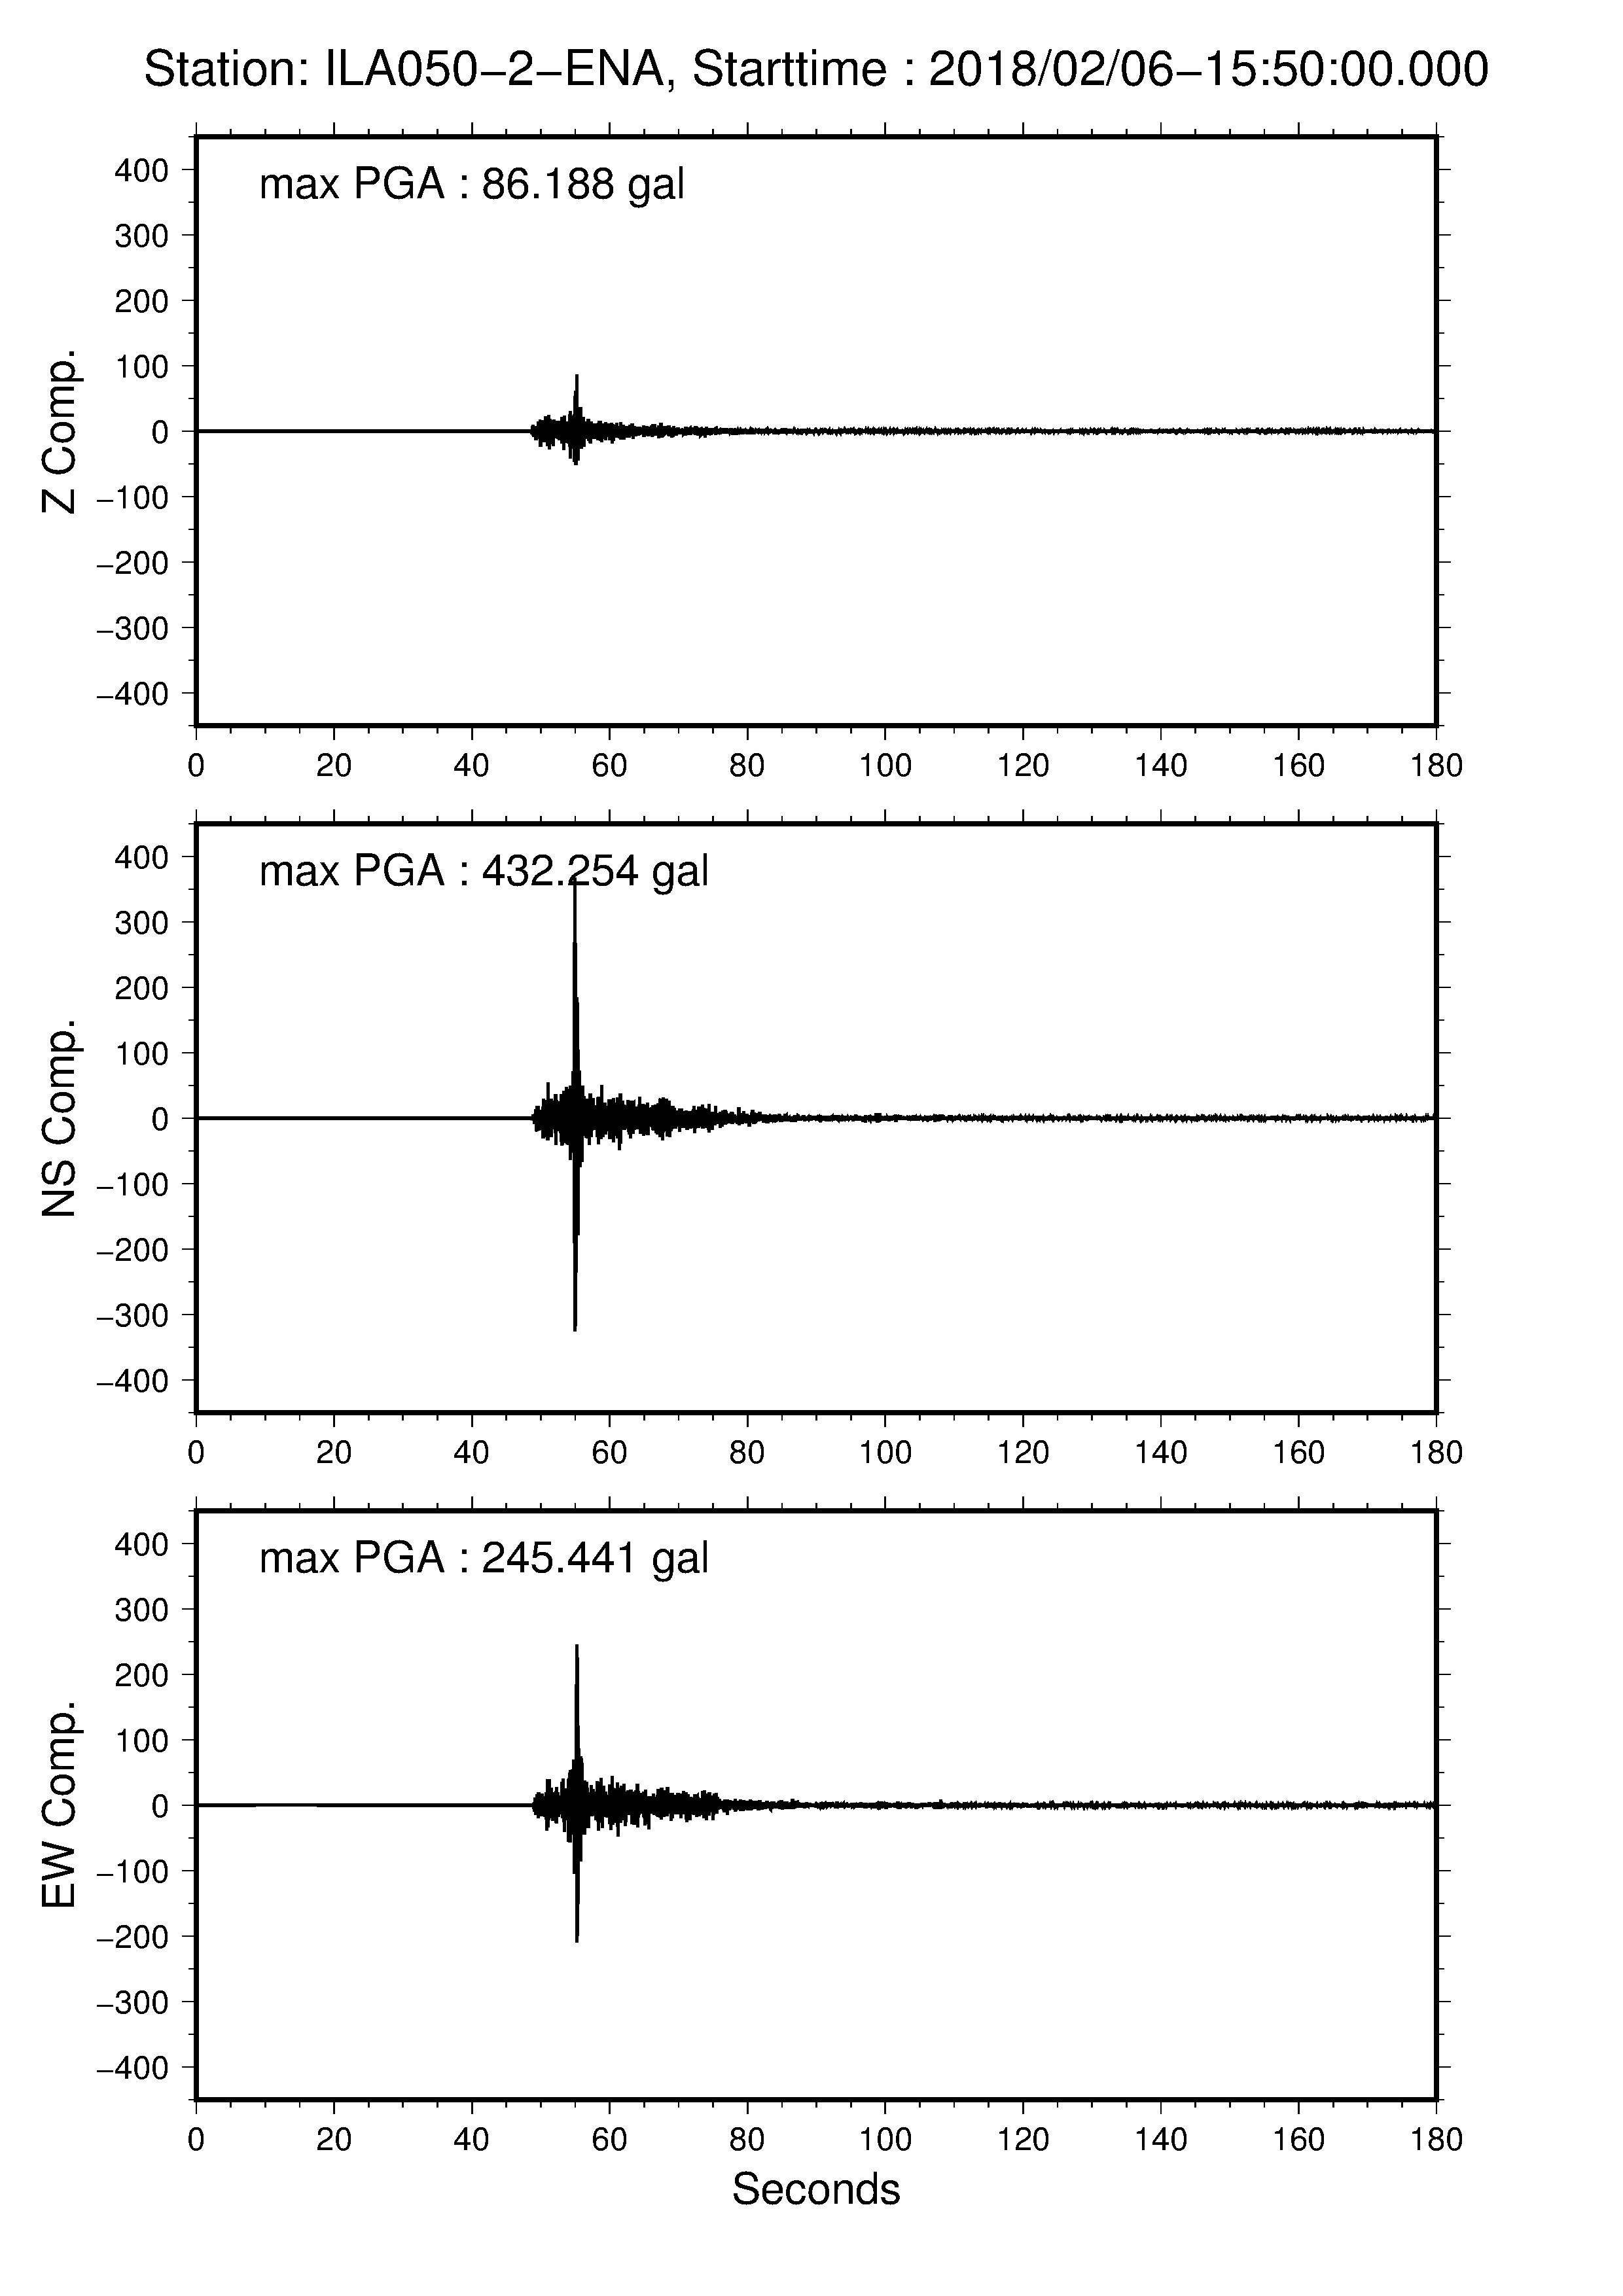 Station: ILA050−2−ENA, Starttime : 2018/02/06−15:50:00.000
max PGA : 86.188 gal
Z Comp.
400
300
200
100
0
−100
−200
−300
−400
0 20 40 60 80 100 120 140 160 180
max PGA : 432.254 gal
NS Comp.
400
300
200
100
0
−100
−200
−300
−400
0 20 40 60 80 100 120 140 160 180
max PGA : 245.441 gal
EW Comp.
400
300
200
100
0
−100
−200
−300
−400
0 20 40 60 80 100 120 140 160 180
Seconds